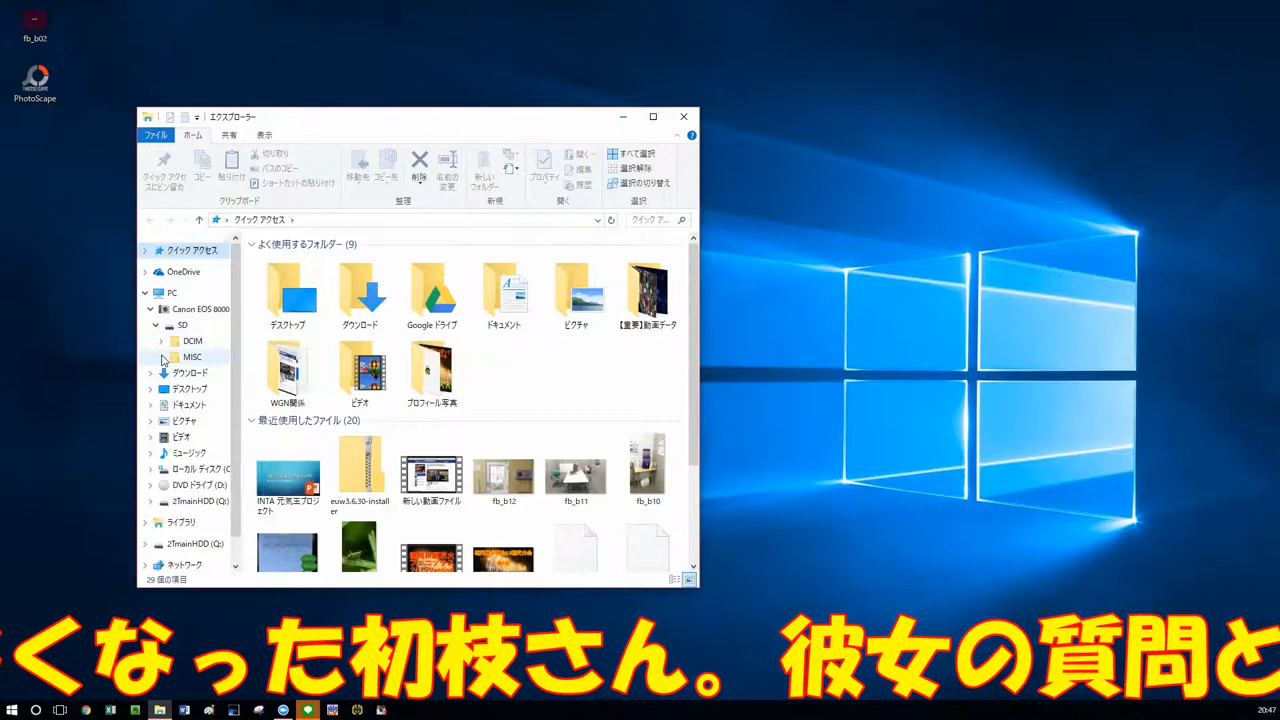 fb_b02
PhotoScape
エクスプローラー
ファイル ホーム 共有 表示
クイック アクセスにピン留め コピー 貼り付け 切り取り パスのコピー ショートカットの貼り付け
移動先 コピー先 削除 名前の変更 新しいフォルダー プロパティ 開く 編集 履歴
すべて選択 選択解除 選択の切り替え
クリップボード 整理 新規 開く 選択
クイック アクセス クイック ア...
クイック アクセス
OneDrive
PC
Canon EOS 8000
SD
DCIM
MISC
ダウンロード
デスクトップ
ドキュメント
ピクチャ
ビデオ
ミュージック
ローカル ディスク (C
DVD ドライブ (D:)
2TmainHDD (Q:)
ライブラリ
2TmainHDD (Q:)
ネットワーク
よく使用するフォルダー (9)
デスクトップ ダウンロード Google ドライブ ドキュメント ピクチャ 【重要】動画データ
WGN関係 ビデオ プロフィール写真
最近使用したファイル (20)
INTA 元気玉プロジェクト euw3.6.30-installer 新しい動画ファイル fb_b12 fb_b11 fb_b10
29 個の項目
くなった初枝さん。彼女の質問と
20:47